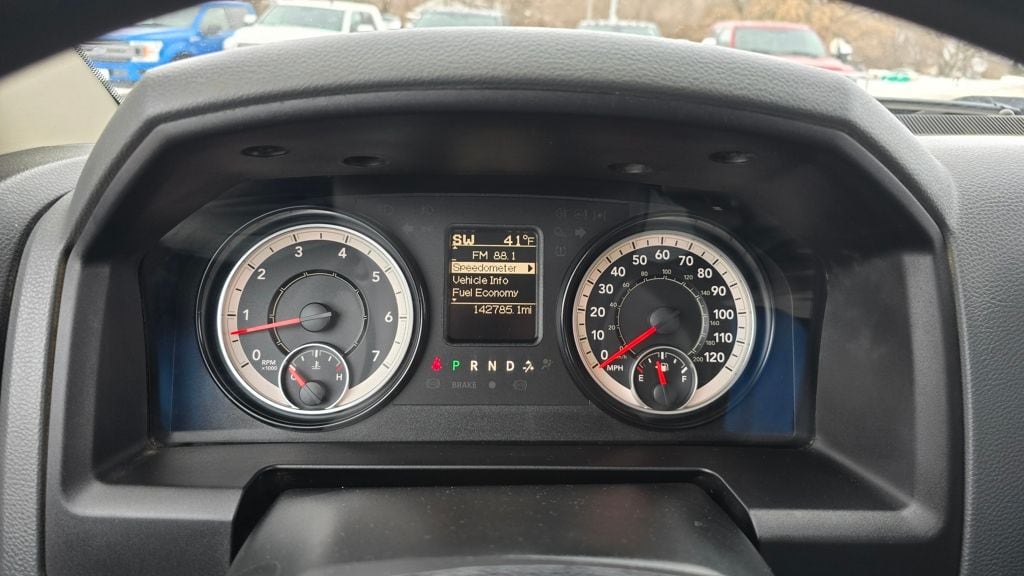 SW 41°F
FM 88.1
Speedometer
Vehicle Info
Fuel Economy
142785.1mi
0 1 2 3 4 5 6 7
RPM
x1000
H
P R N D
BRAKE
0 10 20 30 40 50 60 70 80 90 100 110 120
MPH
E F